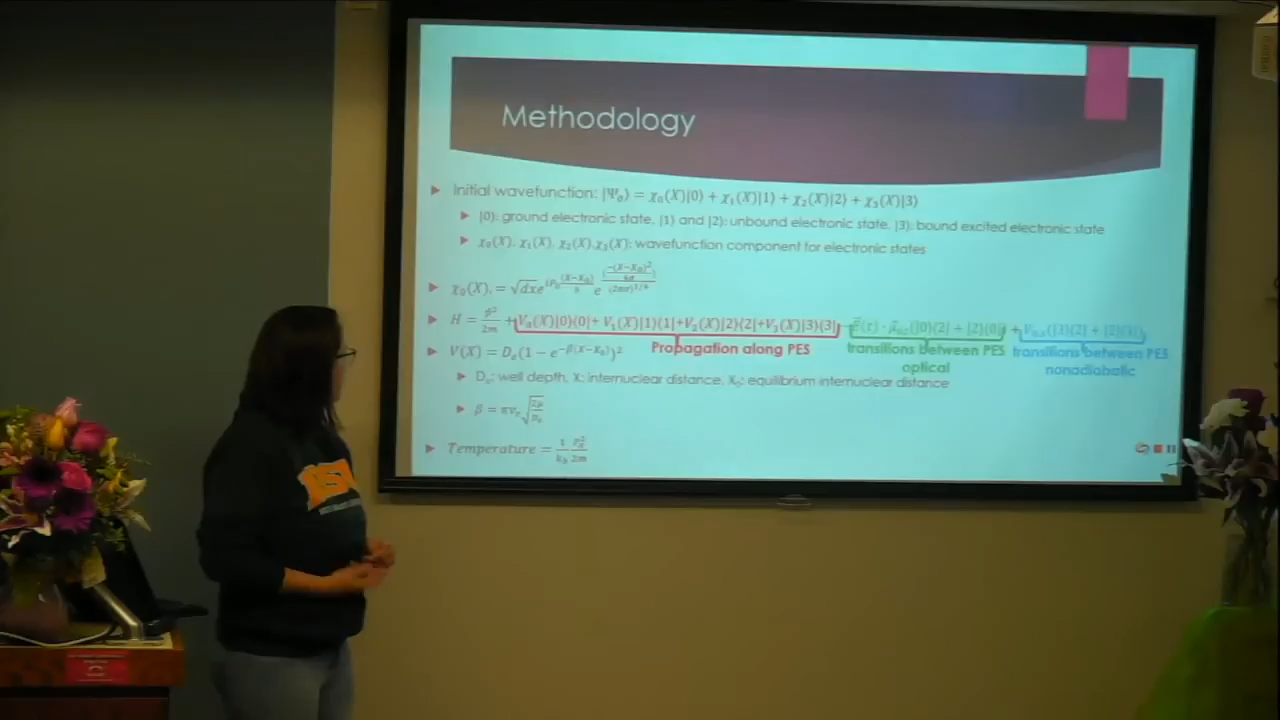 Methodology
Initial wavefunction: |Ψ₀⟩ = χ₀(X)|0⟩ + χ₁(X)|1⟩ + χ₂(X)|2⟩ + χ₃(X)|3⟩
|0⟩: ground electronic state, |1⟩ and |2⟩: unbound electronic state, |3⟩: bound excited electronic state
χ₀(X), χ₁(X), χ₂(X), χ₃(X): wavefunction component for electronic states
χ₀(X), = √dx e
H = + V₀(X)|0⟩⟨0| + V₁(X)|1⟩⟨1| + V₂(X)|2⟩⟨2| + V₃(X)|3⟩⟨3|
Propagation along PES
transitions between PES
optical
transitions between PES
nonadiabatic
V(X) = Dₑ(1 − e^−β(X−X₀))²
Dₑ: well depth, X: internuclear distance, X₀: equilibrium internuclear distance
β = πνₑ
Temperature =